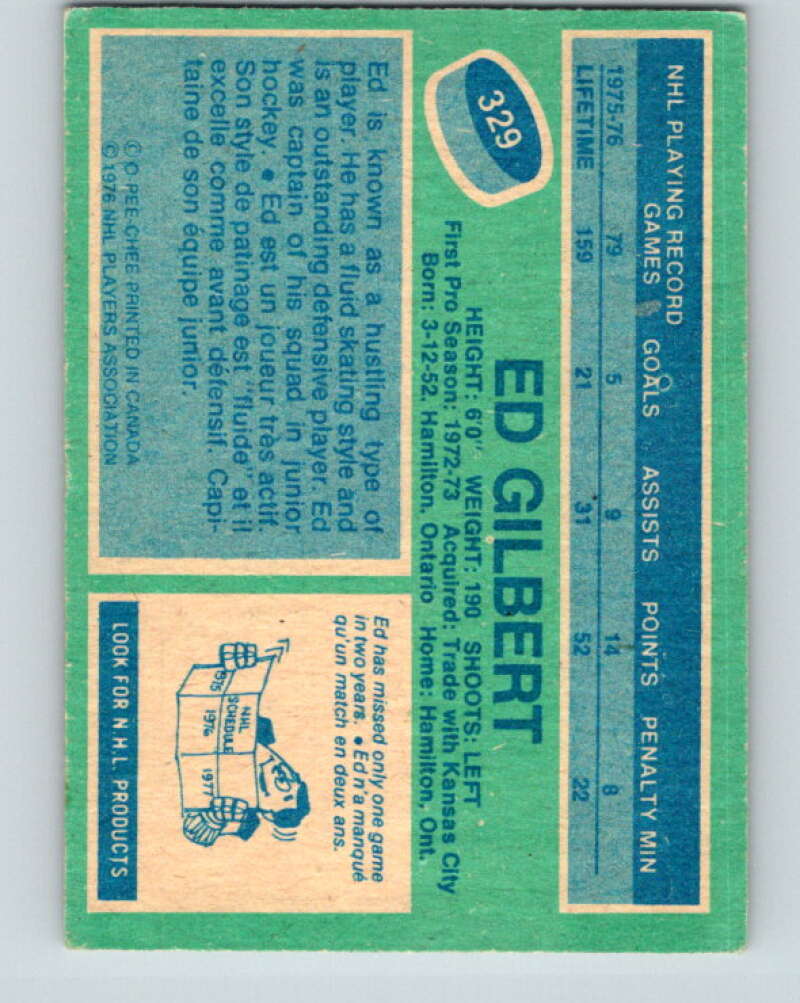 NHL PLAYING RECORD
GAMES GOALS ASSISTS POINTS PENALTY MIN
1975-76 79 5 9 14 8
LIFETIME 159 21 31 52 22
329
ED GILBERT
HEIGHT: 6'0" WEIGHT: 190 SHOOTS: LEFT
First Pro Season: 1972-73 Acquired: Trade with Kansas City
Born: 3-12-52, Hamilton, Ontario Home: Hamilton, Ont.
Ed is known as a hustling type of
player. He has a fluid skating style and
is an outstanding defensive player. Ed
was captain of his squad in junior
hockey. • Ed est un joueur très actif.
Son style de patinage est "fluide" et il
excelle comme avant défensif. Capi-
taine de son équipe junior.
© O-PEE-CHEE PRINTED IN CANADA
© 1976 NHL PLAYERS ASSOCIATION
Ed has missed only one game
in two years. • Ed n'a manqué
qu'un match en deux ans.
NHL
SCHEDULE
1975
1976
1977
LOOK FOR N.H.L. PRODUCTS